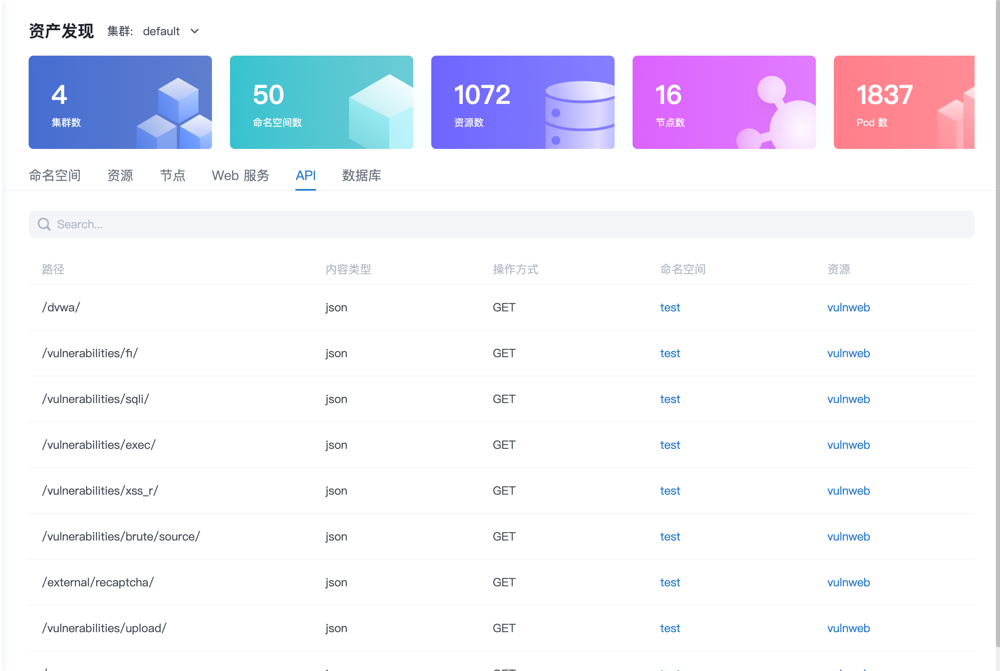 资产发现 集群: default
4 50 1072 16 1837
集群数 命名空间数 资源数 节点数 Pod 数
命名空间 资源 节点 Web 服务 API 数据库
Search...
路径 内容类型 操作方式 命名空间 资源
/dvwa/ json GET test vulnweb
/vulnerabilities/fi/ json GET test vulnweb
/vulnerabilities/sqli/ json GET test vulnweb
/vulnerabilities/exec/ json GET test vulnweb
/vulnerabilities/xss_r/ json GET test vulnweb
/vulnerabilities/brute/source/ json GET test vulnweb
/external/recaptcha/ json GET test vulnweb
/vulnerabilities/upload/ json GET test vulnweb